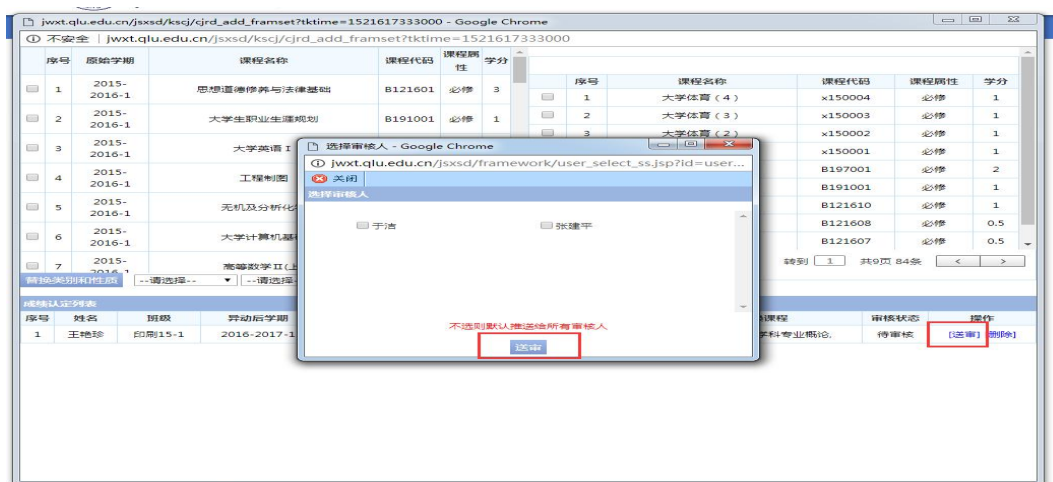 jwxt.qlu.edu.cn/jsxsd/kscj/cjrd_add_framset?tktime=1521617333000 - Google Chrome
不安全 | jwxt.qlu.edu.cn/jsxsd/kscj/cjrd_add_framset?tktime=1521617333000
序号 原始学期 课程名称 课程代码 课程属性 学分
1 2015-2016-1 思想道德修养与法律基础 B121601 必修 3
2 2015-2016-1 大学生职业生涯规划 B191001 必修 1
3 2015-2016-1 大学英语 I
4 2015-2016-1 工程制图
5 2015-2016-1 无机及分析化
6 2015-2016-1 大学计算机基
7 2015-2016-1 高等数学II(上
序号 课程名称 课程代码 课程属性 学分
1 大学体育(4) x150004 必修 1
2 大学体育(3) x150003 必修 1
3 大学体育(2) x150002 必修 1
x150001 必修 1
B197001 必修 2
B191001 必修 1
B121610 必修 1
B121608 必修 0.5
B121607 必修 0.5
转到 1 共9页 84条 < >
替换类别和性质 --请选择-- --请选择-
成绩认定列表
序号 姓名 班级 异动后学期 课程 审核状态 操作
1 王艳珍 印刷15-1 2016-2017-1 学科专业概论, 待审核 [送审] 删除]
选择审核人 - Google Chrome
jwxt.qlu.edu.cn/jsxsd/framework/user_select_ss.jsp?id=user...
关闭
选择审核人
于洁 张建平
不选则默认推送给所有审核人
送审